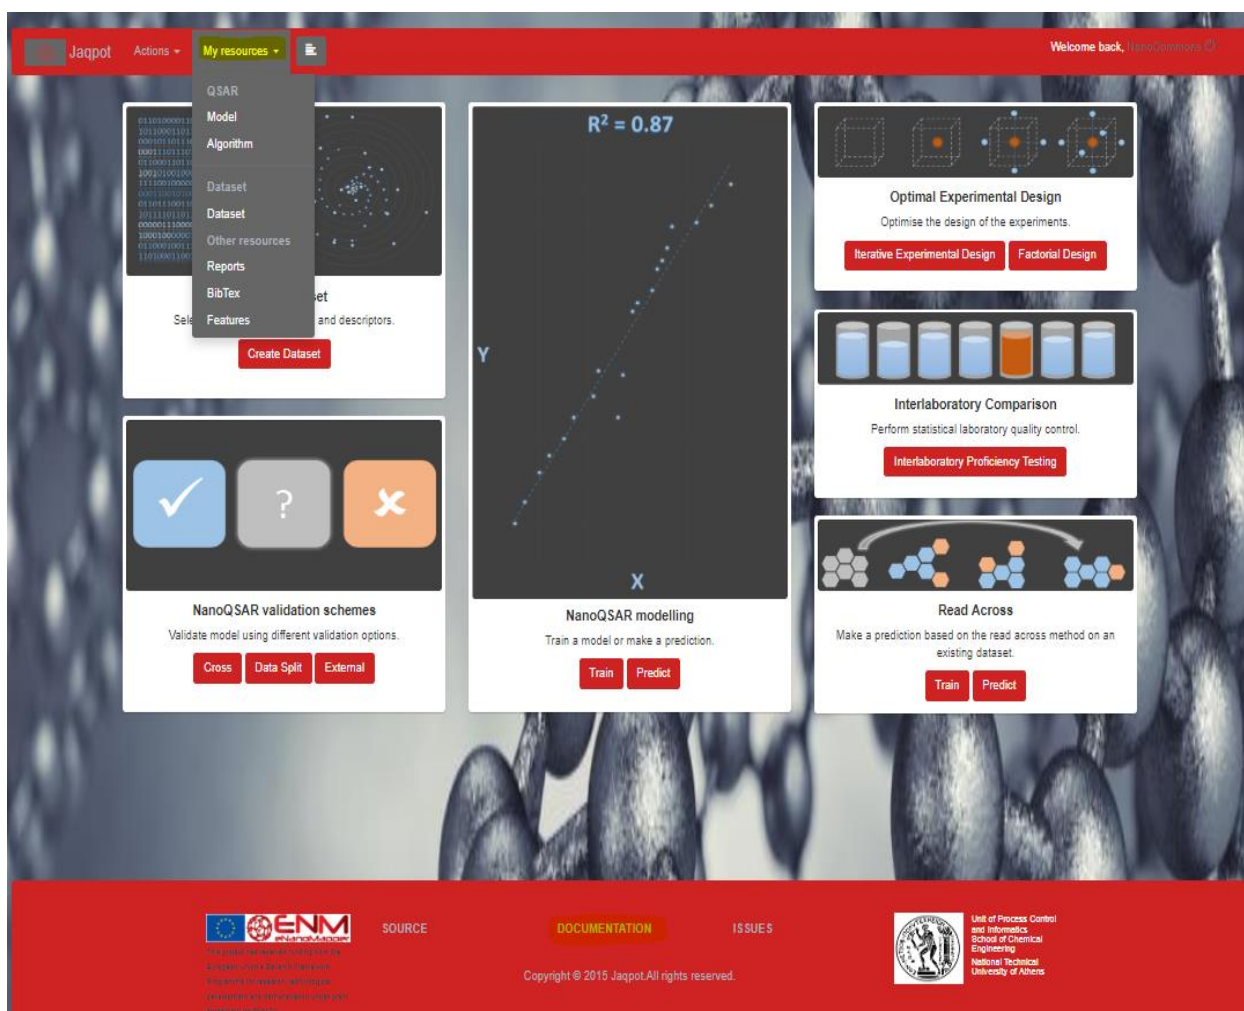 Jaqpot
Actions
My resources
Welcome back, NanoCommons
QSAR
Model
Algorithm
Dataset
Dataset
Other resources
Reports
BibTex
Features
set
Sele
and descriptors.
Create Dataset
NanoQSAR validation schemes
Validate model using different validation options.
Cross
Data Split
External
R² = 0.87
Y
X
NanoQSAR modelling
Train a model or make a prediction.
Train
Predict
Optimal Experimental Design
Optimise the design of the experiments.
Iterative Experimental Design
Factorial Design
Interlaboratory Comparison
Perform statistical laboratory quality control.
Interlaboratory Proficiency Testing
Read Across
Make a prediction based on the read across method on an
existing dataset.
Train
Predict
ENM
eNanoMapper
SOURCE
DOCUMENTATION
ISSUES
Copyright © 2015 Jaqpot.All rights reserved.
Unit of Process Control
and Informatics
School of Chemical
Engineering
National Technical
University of Athens